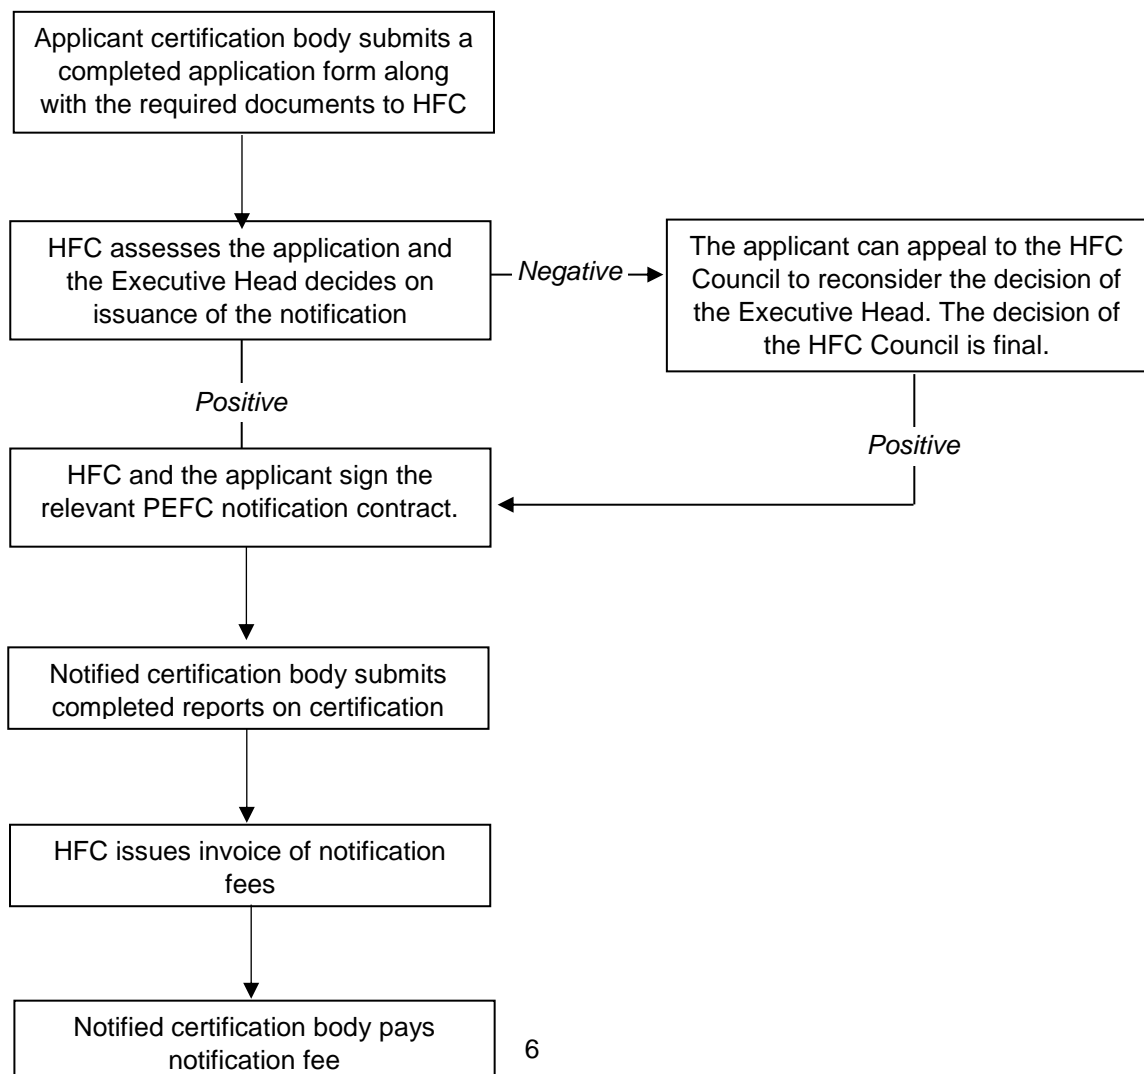 Applicant certification body submits a
completed application form along
with the required documents to HFC
HFC assesses the application and
the Executive Head decides on
issuance of the notification
Negative
The applicant can appeal to the HFC
Council to reconsider the decision of
the Executive Head. The decision of
the HFC Council is final.
Positive
Positive
HFC and the applicant sign the
relevant PEFC notification contract.
Notified certification body submits
completed reports on certification
HFC issues invoice of notification
fees
Notified certification body pays
notification fee
6